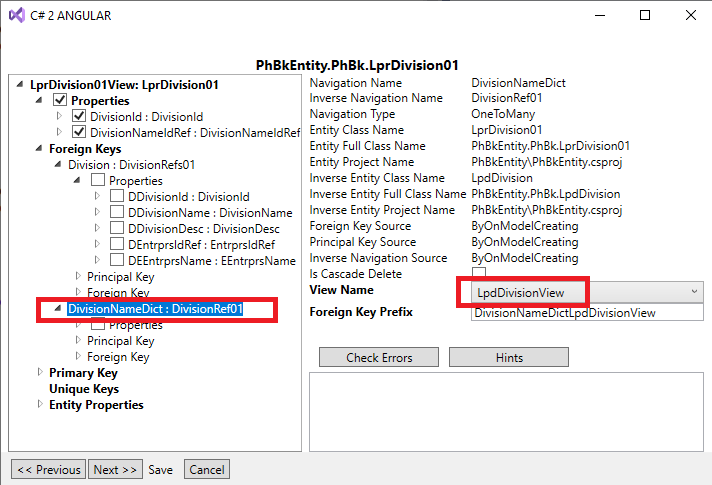 C# 2 ANGULAR
PhBkEntity.PhBk.LprDivision01
LprDivision01View: LprDivision01
Properties
DivisionId : DivisionId
DivisionNameIdRef : DivisionNameIdRef
Foreign Keys
Division : DivisionRefs01
Properties
DDivisionId : DivisionId
DDivisionName : DivisionName
DDivisionDesc : DivisionDesc
DEntrpsIdRef : EntrpsIdRef
DEEntrpsName : EEntrpsName
Principal Key
Foreign Key
DivisionNameDict : DivisionRef01
Properties
Principal Key
Foreign Key
Primary Key
Unique Keys
Entity Properties
Navigation Name DivisionNameDict
Inverse Navigation Name DivisionRef01
Navigation Type OneToMany
Entity Class Name LprDivision01
Entity Full Class Name PhBkEntity.PhBk.LprDivision01
Entity Project Name PhBkEntity\PhBkEntity.csproj
Inverse Entity Class Name LpdDivision
Inverse Entity Full Class Name PhBkEntity.PhBk.LpdDivision
Inverse Entity Project Name PhBkEntity\PhBkEntity.csproj
Foreign Key Source ByOnModelCreating
Principal Key Source ByOnModelCreating
Inverse Navigation Source ByOnModelCreating
Is Cascade Delete
View Name LpdDivisionView
Foreign Key Prefix DivisionNameDictLpdDivisionView
Check Errors Hints
<< Previous Next >> Save Cancel